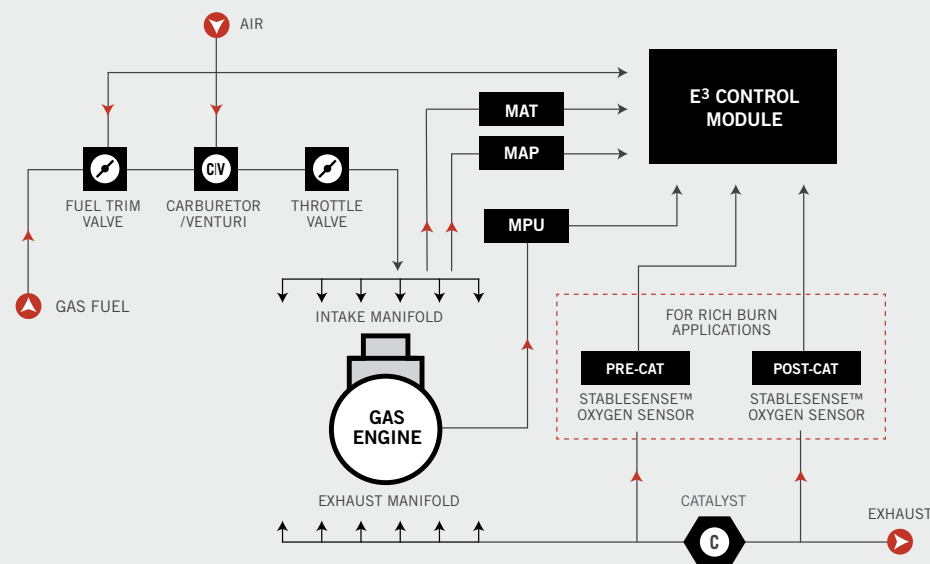 AIR
E³ CONTROL
MODULE
MAT
MAP
C|V
FUEL TRIM
VALVE
CARBURETOR
/VENTURI
THROTTLE
VALVE
MPU
GAS FUEL
INTAKE MANIFOLD
FOR RICH BURN
APPLICATIONS
PRE-CAT
POST-CAT
STABLESENSE™
OXYGEN SENSOR
STABLESENSE™
OXYGEN SENSOR
GAS
ENGINE
EXHAUST MANIFOLD
CATALYST
C
EXHAUST